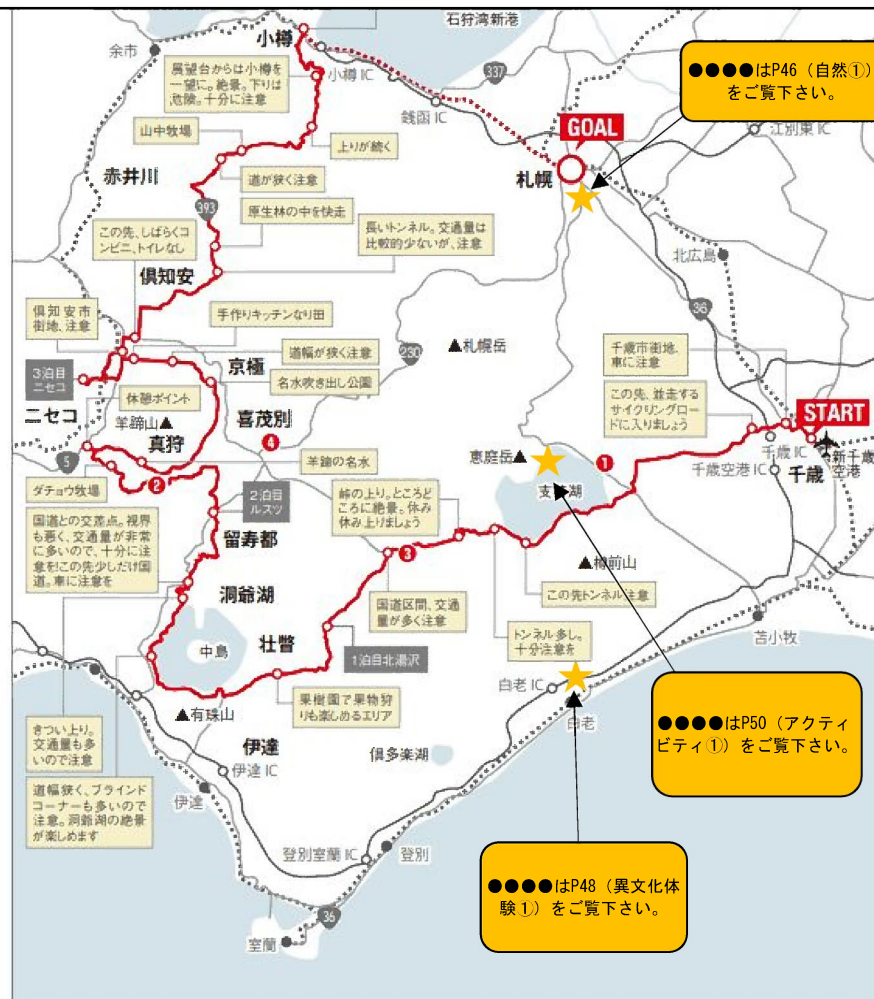 石狩湾新港
小樽
余市
展望台からは小樽を
一望に。絶景。下りは
危険。十分に注意
小樽 IC
337
銭函 IC
●●●●はP46（自然①）
をご覧下さい。
GOAL
江別東 IC
山中牧場
上りが続く
札幌
赤井川
道が狭く注意
393
原生林の中を快走
この先、しばらくコ
ンビニ、トイレなし
長いトンネル。交通量は
比較的少ないが、注意
北広島
倶知安
36
倶知安市
街地、注意
手作りキッチンなり田
230
▲札幌岳
千歳市街地、
車に注意
京極
道幅が狭く注意
3泊目
ニセコ
名水吹き出し公園
この先、並走する
サイクリングロー
ドに入りましょう
START
ニセコ
休憩ポイント
喜茂別
羊蹄山▲
真狩
4
恵庭岳▲
1
千歳 IC
新千歳
空港
千歳空港 IC
千歳
5
羊蹄の名水
支笏湖
ダチョウ牧場
2
2泊目
ルスツ
峠の上り。ところど
ころに絶景。休み
休み上りましょう
国道との交差点。視界
も悪く、交通量が非常
に多いので、十分に注
意を!この先少しだけ国
道。車に注意を
留寿都
3
▲樽前山
洞爺湖
この先トンネル注意
国道区間、交通
量が多く注意
苫小牧
トンネル多し。
十分注意を
中島
壮瞥
1泊目北湯沢
白老 IC
白老
果樹園で果物狩
りも楽しめるエリア
▲有珠山
きつい上り。
交通量も多
いので注意
伊達
●●●●はP50（アクティ
ビティ①）をご覧下さい。
倶多楽湖
伊達 IC
道幅狭く、ブラインド
コーナーも多いので
注意。洞爺湖の絶景
が楽しめます
伊達
登別室蘭 IC
登別
●●●●はP48（異文化体
験①）をご覧下さい。
36
室蘭